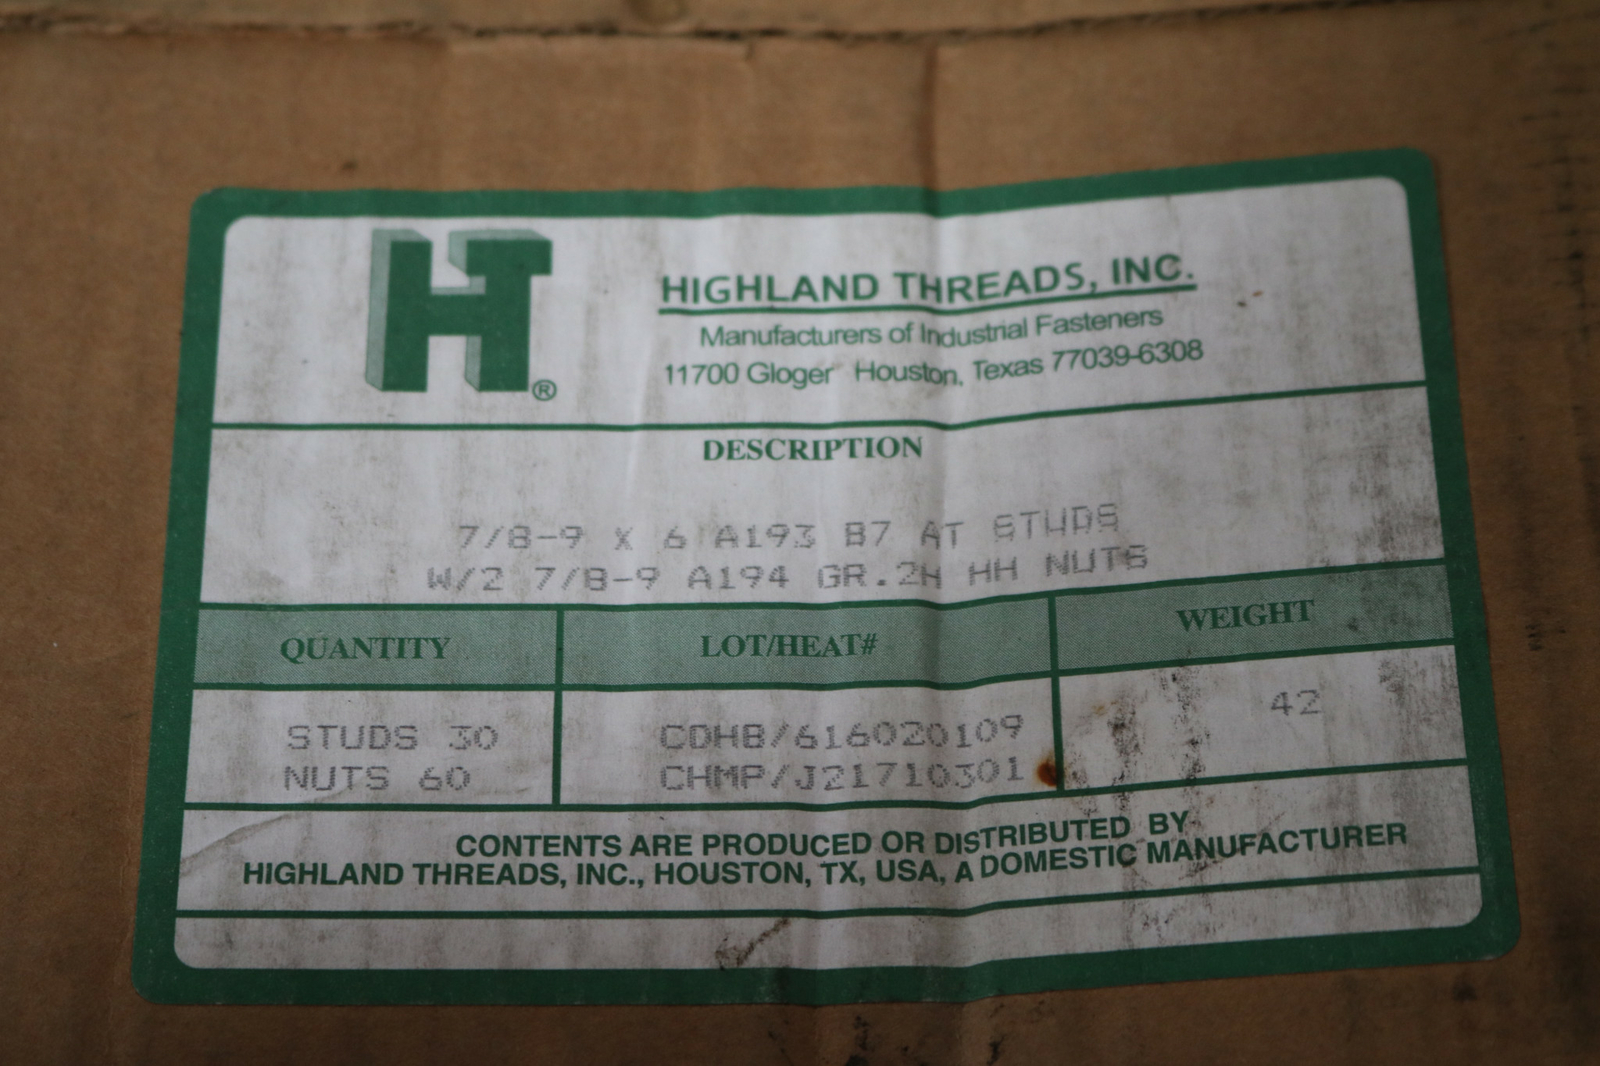 HT®
HIGHLAND THREADS, INC.
Manufacturers of Industrial Fasteners
11700 Gloger Houston, Texas 77039-6308
DESCRIPTION
7/8-9 X 6 A193 B7 AT STUDS
W/2 7/8-9 A194 GR.2H HH NUTS
QUANTITY LOT/HEAT# WEIGHT
STUDS 30 CDHB/616020109 42
NUTS 60 CHMP/J21710301
CONTENTS ARE PRODUCED OR DISTRIBUTED BY
HIGHLAND THREADS, INC., HOUSTON, TX, USA, A DOMESTIC MANUFACTURER